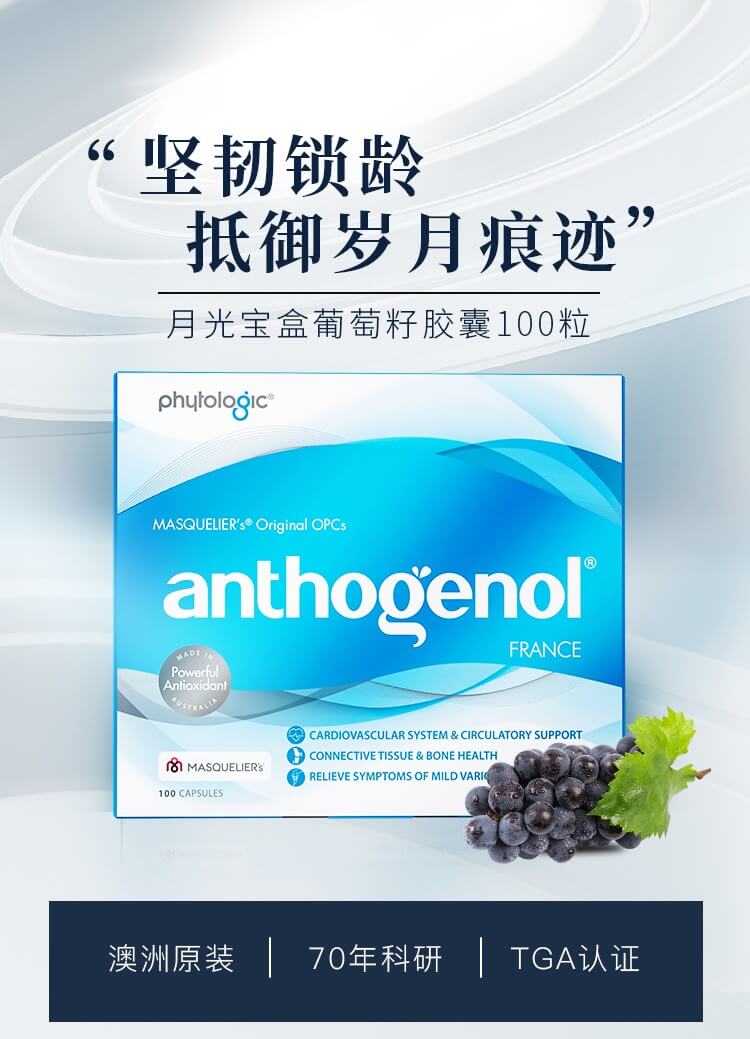 “坚韧锁龄
抵御岁月痕迹”
月光宝盒葡萄籽胶囊100粒
phytologic®
MASQUELIER's® Original OPCs
anthogenol®
FRANCE
MADE IN
Powerful
Antioxidant
AUSTRALIA
CARDIOVASCULAR SYSTEM & CIRCULATORY SUPPORT
CONNECTIVE TISSUE & BONE HEALTH
RELIEVE SYMPTOMS OF MILD
MASQUELIER's
100 CAPSULES
澳洲原装 | 70年科研 | TGA认证